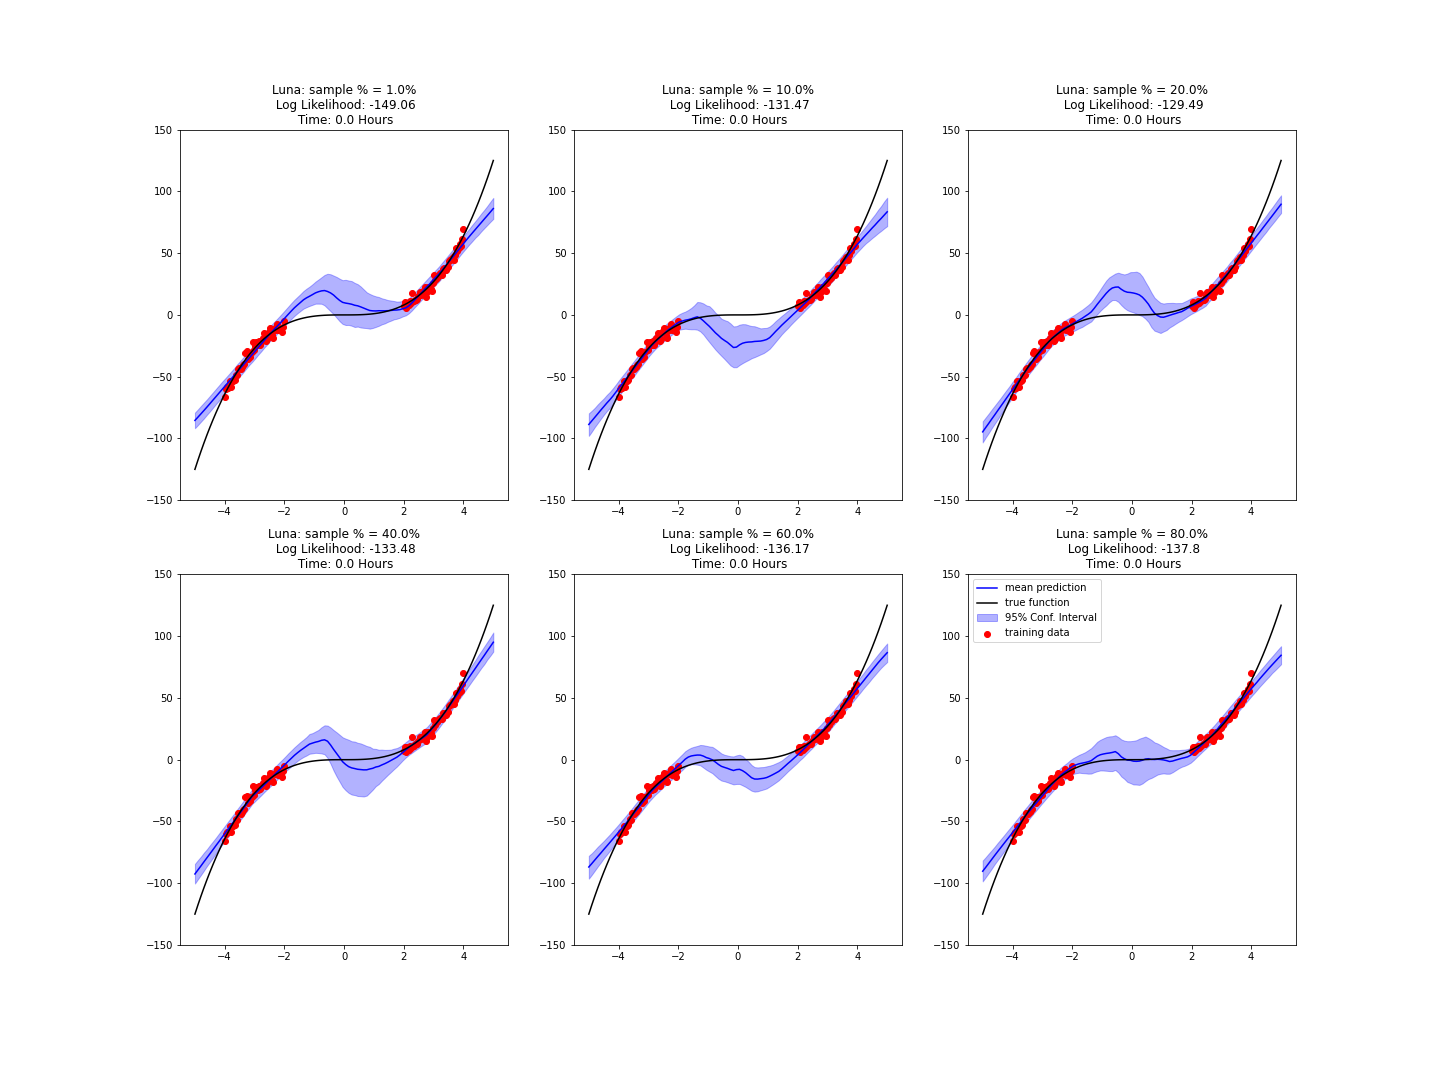 Luna: sample % = 1.0%
Log Likelihood: -149.06
Time: 0.0 Hours
150
100
50
0
−50
−100
−150
−4 −2 0 2 4
Luna: sample % = 10.0%
Log Likelihood: -131.47
Time: 0.0 Hours
150
100
50
0
−50
−100
−150
−4 −2 0 2 4
Luna: sample % = 20.0%
Log Likelihood: -129.49
Time: 0.0 Hours
150
100
50
0
−50
−100
−150
−4 −2 0 2 4
Luna: sample % = 40.0%
Log Likelihood: -133.48
Time: 0.0 Hours
150
100
50
0
−50
−100
−150
−4 −2 0 2 4
Luna: sample % = 60.0%
Log Likelihood: -136.17
Time: 0.0 Hours
150
100
50
0
−50
−100
−150
−4 −2 0 2 4
Luna: sample % = 80.0%
Log Likelihood: -137.8
Time: 0.0 Hours
150
100
50
0
−50
−100
−150
−4 −2 0 2 4
mean prediction
true function
95% Conf. Interval
training data